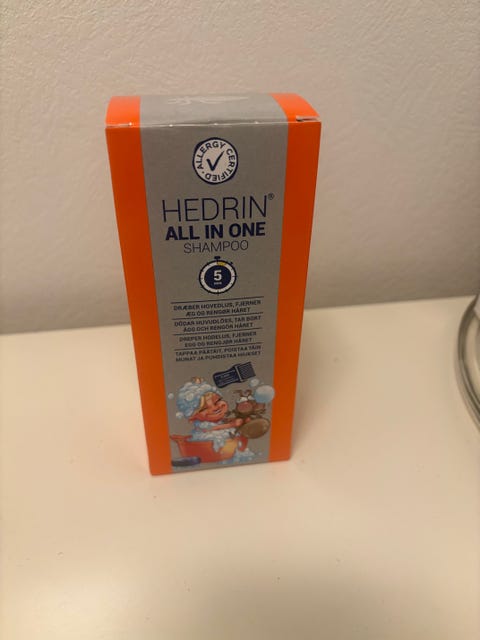 ALLERGY CERTIFIED
HEDRIN®
ALL IN ONE
SHAMPOO
5
DRÆBER HOVEDLUS, FJERNER
ÆG OG RENGØR HÅRET
DÖDAR HUVUDLÖSS, TAR BORT
ÄGG OCH RENGÖR HÅRET
DREPER HODELUS, FJERNER
EGG OG RENGJØR HÅRET
TAPPAA PÄÄTÄIT, POISTAA TÄIN
MUNAT JA PUHDISTAA HIUKSET